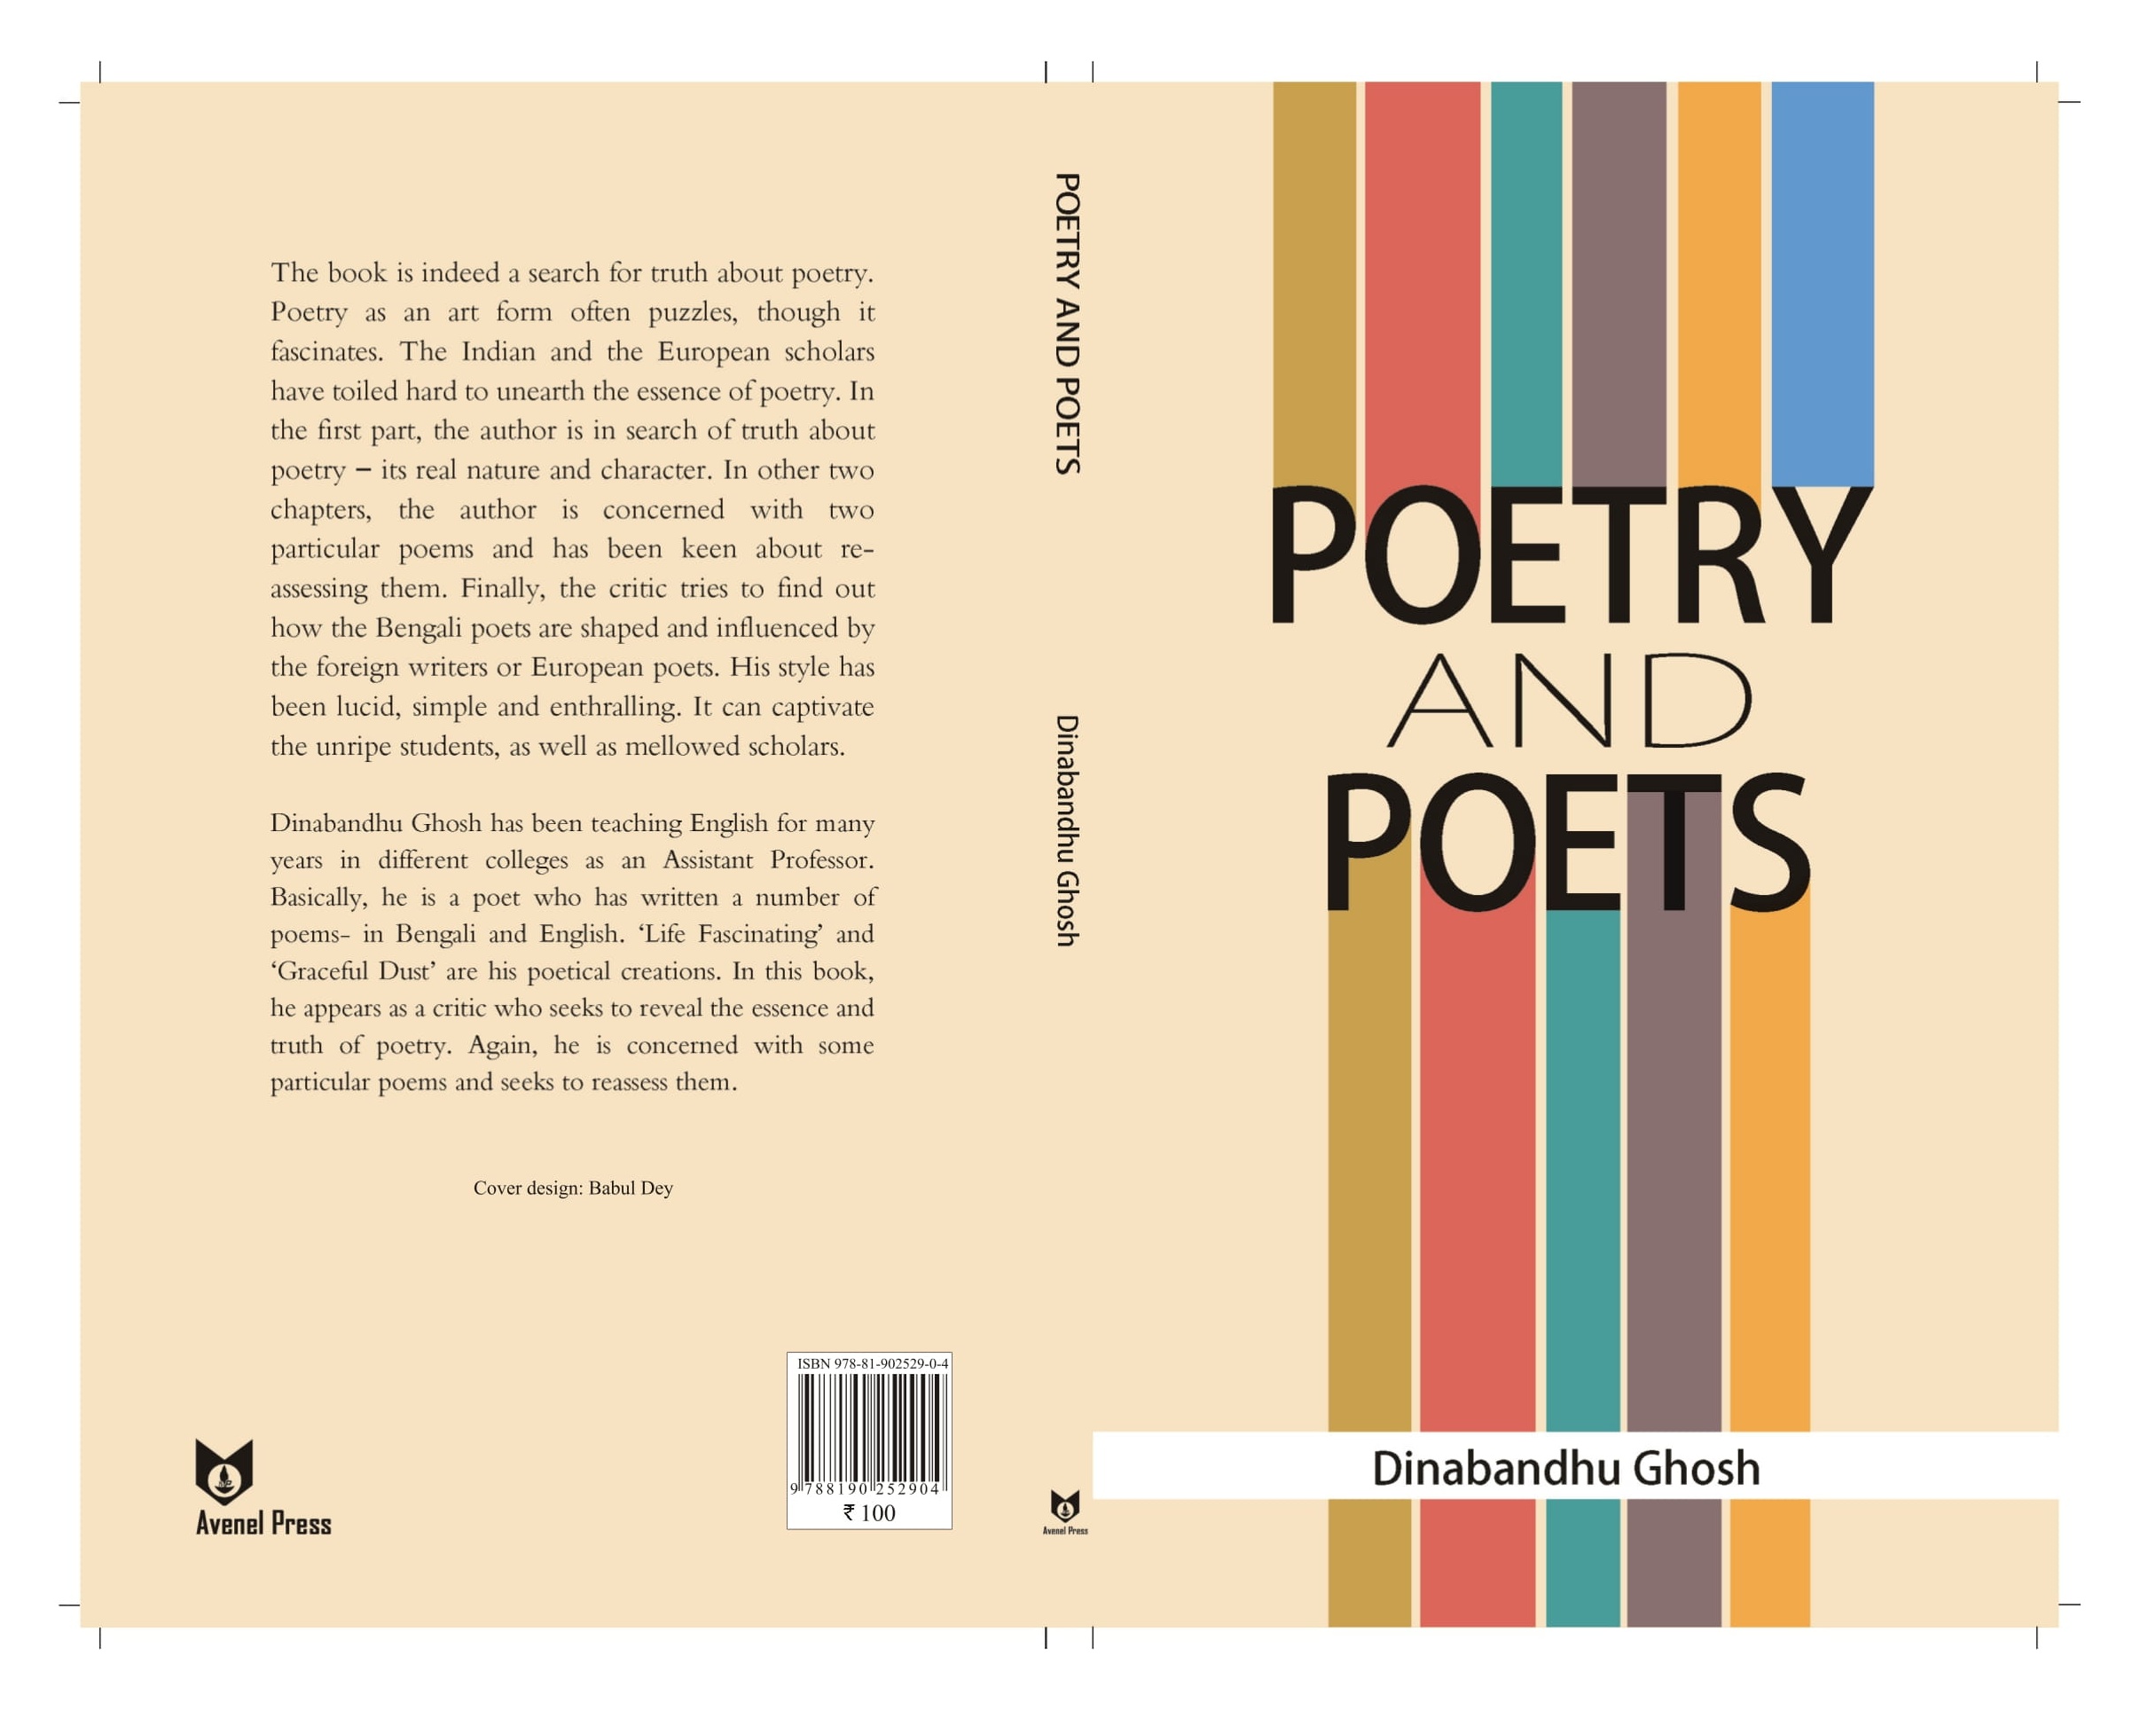 The book is indeed a search for truth about poetry.
Poetry as an art form often puzzles, though it
fascinates. The Indian and the European scholars
have toiled hard to unearth the essence of poetry. In
the first part, the author is in search of truth about
poetry – its real nature and character. In other two
chapters, the author is concerned with two
particular poems and has been keen about re-
assessing them. Finally, the critic tries to find out
how the Bengali poets are shaped and influenced by
the foreign writers or European poets. His style has
been lucid, simple and enthralling. It can captivate
the unripe students, as well as mellowed scholars.
Dinabandhu Ghosh has been teaching English for many
years in different colleges as an Assistant Professor.
Basically, he is a poet who has written a number of
poems- in Bengali and English. ‘Life Fascinating’ and
‘Graceful Dust’ are his poetical creations. In this book,
he appears as a critic who seeks to reveal the essence and
truth of poetry. Again, he is concerned with some
particular poems and seeks to reassess them.
Cover design: Babul Dey
Avenel Press
ISBN 978-81-902529-0-4
9 788190 252904
₹ 100
POETRY AND POETS
Dinabandhu Ghosh
Avenel Press
POETRY
AND
POETS
Dinabandhu Ghosh